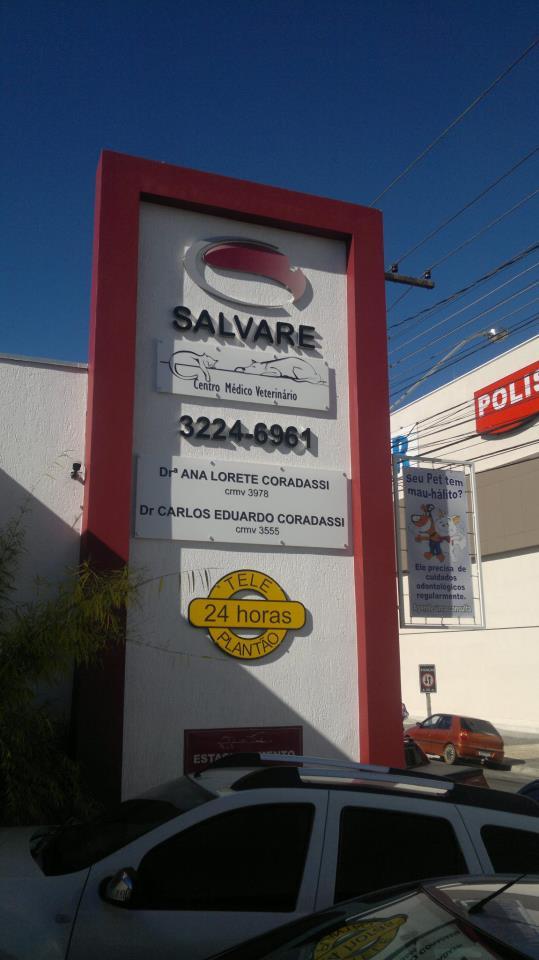 SALVARE
Centro Médico Veterinário
3224-6961
Drª ANA LORETE CORADASSI
crmv 3978
Dr CARLOS EDUARDO CORADASSI
crmv 3555
TELE
24 horas
PLANTÃO
POLIS
Seu Pet tem
mau-hálito?
Ele precisa de
cuidados
odontológicos
regularmente.